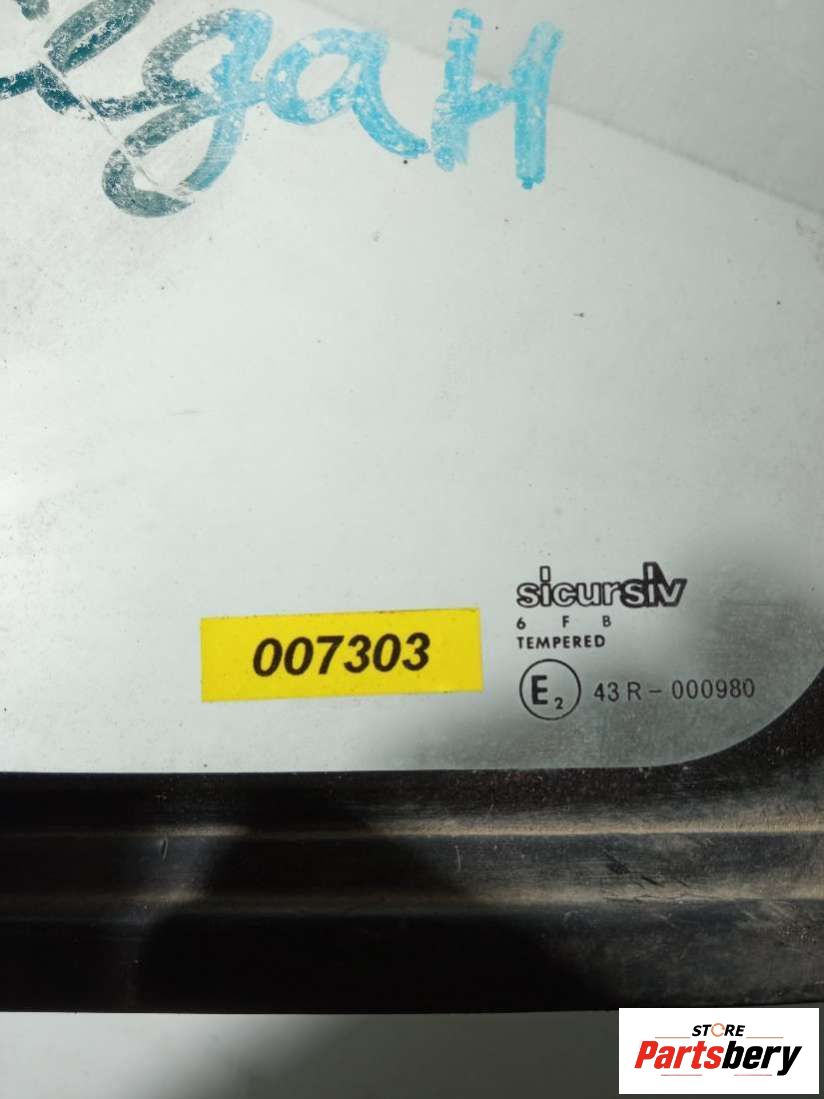 007303
sicursiv
6 F B
TEMPERED
E2 43 R - 000980
STORE
Partsbery